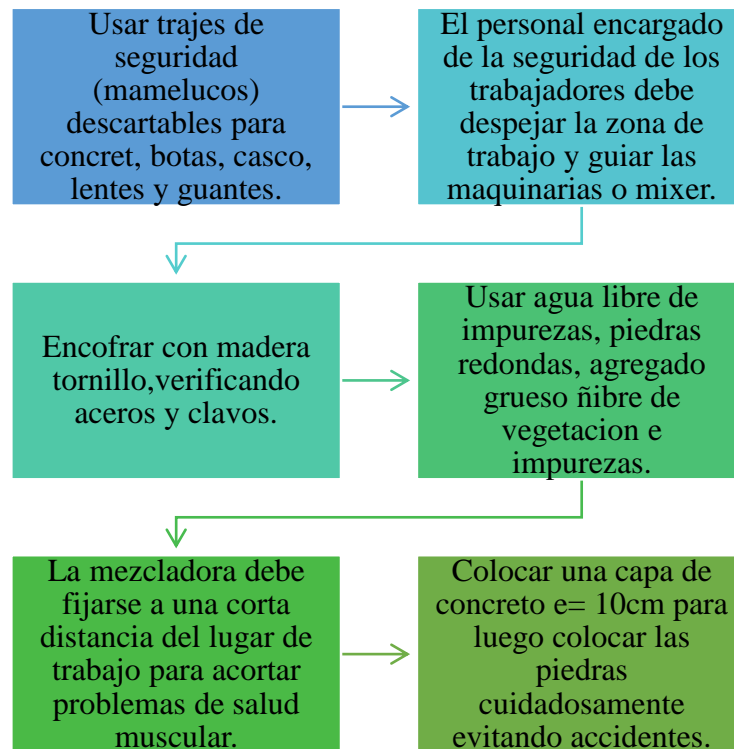 Usar trajes de
seguridad
(mamelucos)
descartables para
concret, botas, casco,
lentes y guantes.
El personal encargado
de la seguridad de los
trabajadores debe
despejar la zona de
trabajo y guiar las
maquinarias o mixer.
Encofrar con madera
tornillo,verificando
aceros y clavos.
Usar agua libre de
impurezas, piedras
redondas, agregado
grueso ñibre de
vegetacion e
impurezas.
La mezcladora debe
fijarse a una corta
distancia del lugar de
trabajo para acortar
problemas de salud
muscular.
Colocar una capa de
concreto e= 10cm para
luego colocar las
piedras
cuidadosamente
evitando accidentes.